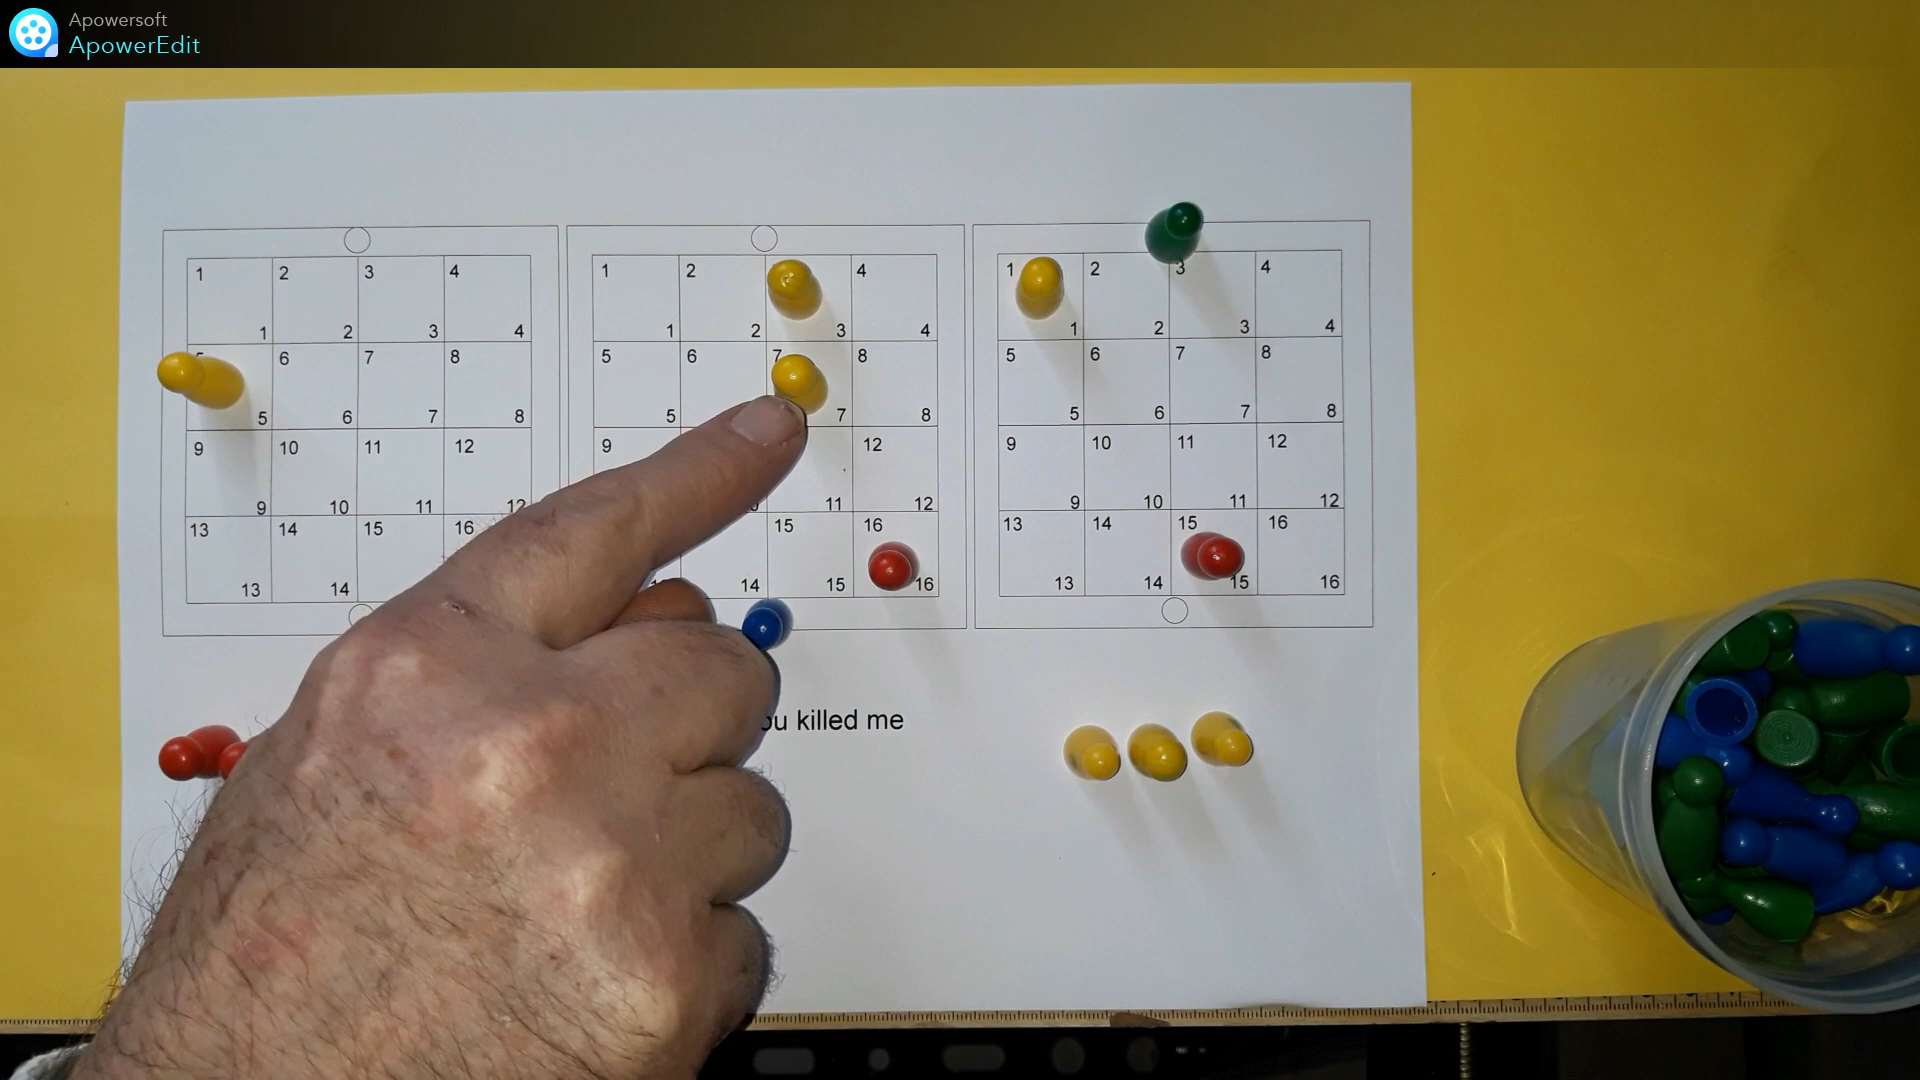 Apowersoft
ApowerEdit
1 2 3 4
1 2 3 4
6 7 8
5 6 7 8
9 10 11 12
9 10 11 12
13 14 15 16
13 14
1 2 4
1 2 3 4
5 6 7 8
5 7 8
9 12
11 12
15 16
14 15 16
1 2 3 4
1 2 3 4
5 6 7 8
5 6 7 8
9 10 11 12
9 10 11 12
13 14 15 16
13 14 15 16
killed me